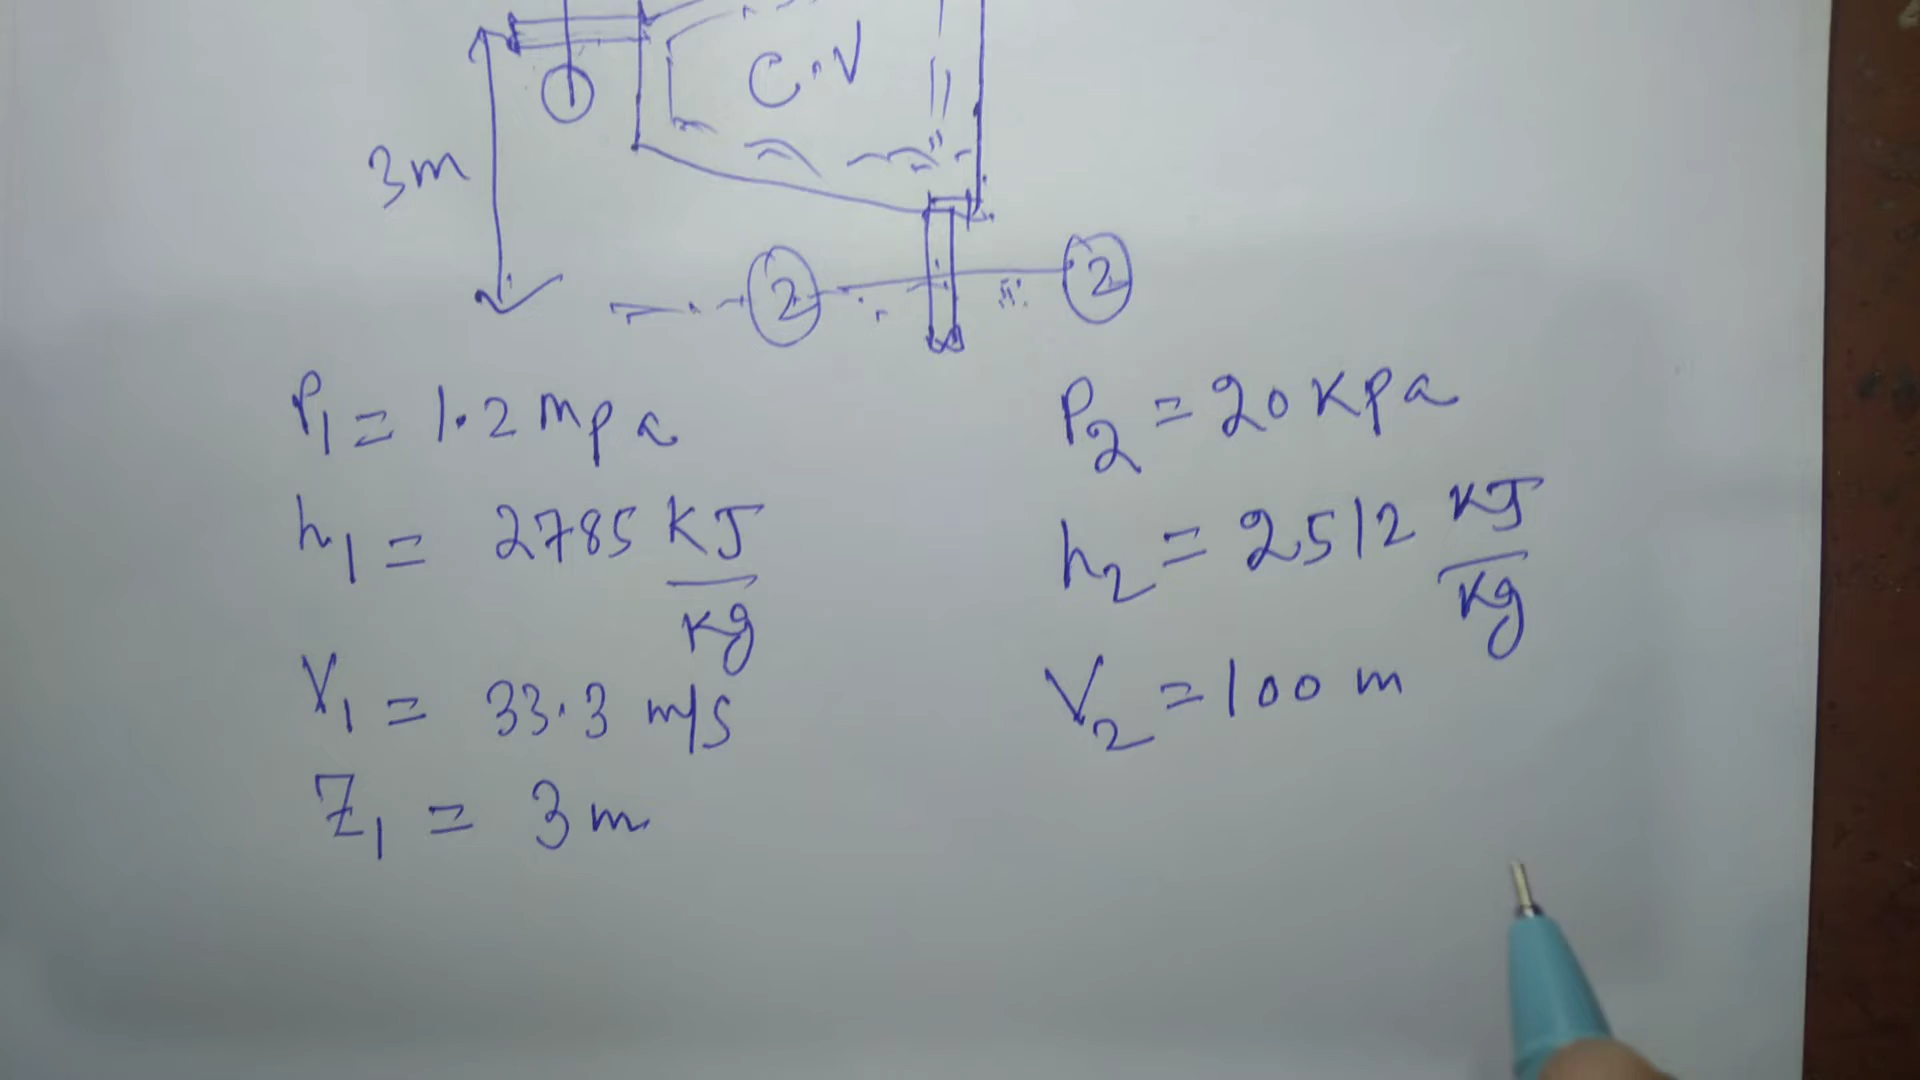 C.V
3m
2
2
P1 = 1.2 mpa
h1 = 2785 KJ/kg
V1 = 33.3 m/s
Z1 = 3m
P2 = 20 Kpa
h2 = 2512 KJ/kg
V2 = 100 m